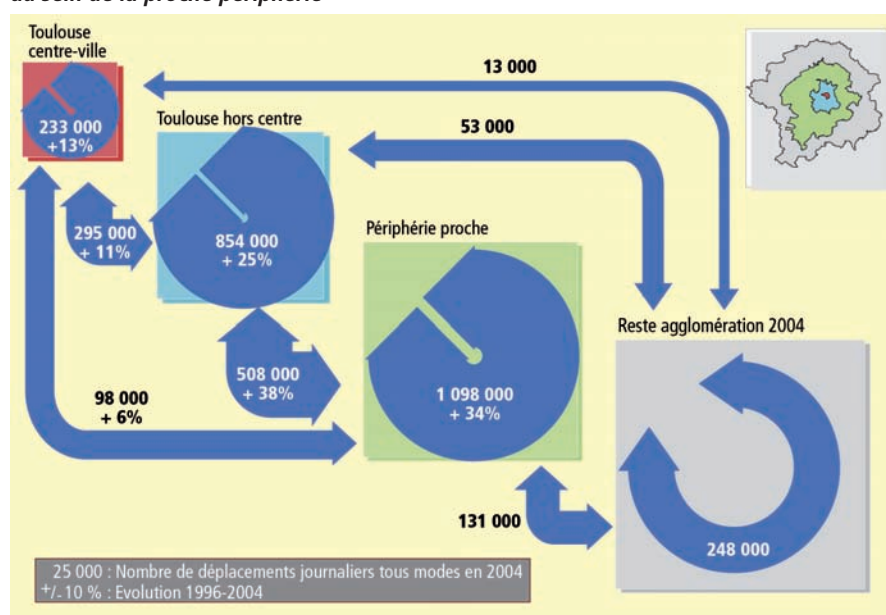 Toulouse
centre-ville
233 000
+13%
13 000
Toulouse hors centre
53 000
295 000
+ 11%
854 000
+ 25%
Périphérie proche
Reste agglomération 2004
508 000
+ 38%
98 000
+ 6%
1 098 000
+ 34%
131 000
248 000
25 000 : Nombre de déplacements journaliers tous modes en 2004
+/- 10 % : Evolution 1996-2004